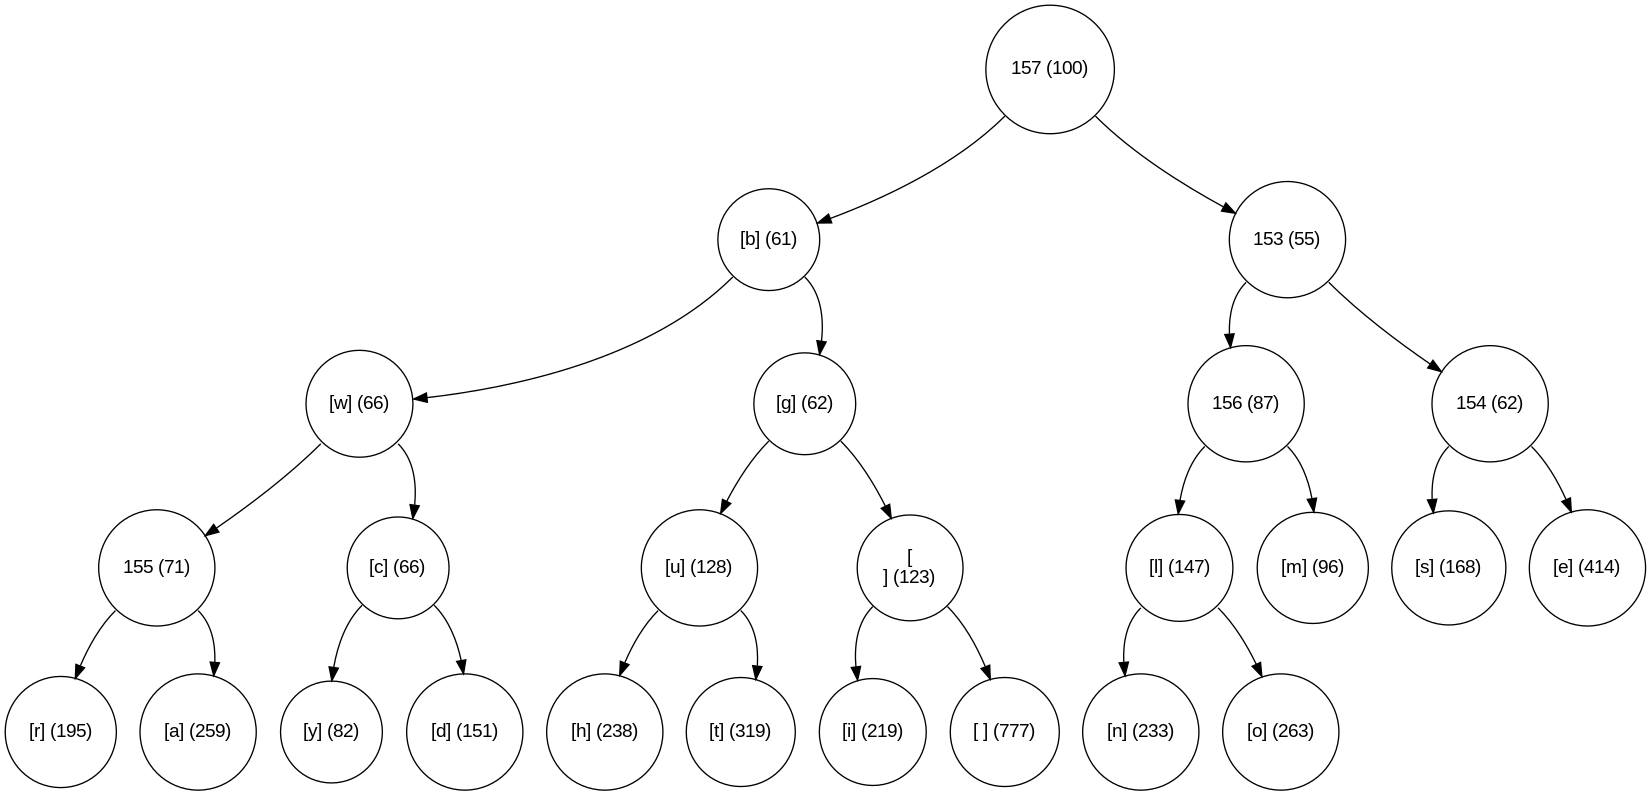 157 (100)
[b] (61)
153 (55)
[w] (66)
[g] (62)
156 (87)
154 (62)
155 (71)
[c] (66)
[u] (128)
[
] (123)
[l] (147)
[m] (96)
[s] (168)
[e] (414)
[r] (195)
[a] (259)
[y] (82)
[d] (151)
[h] (238)
[t] (319)
[i] (219)
[ ] (777)
[n] (233)
[o] (263)